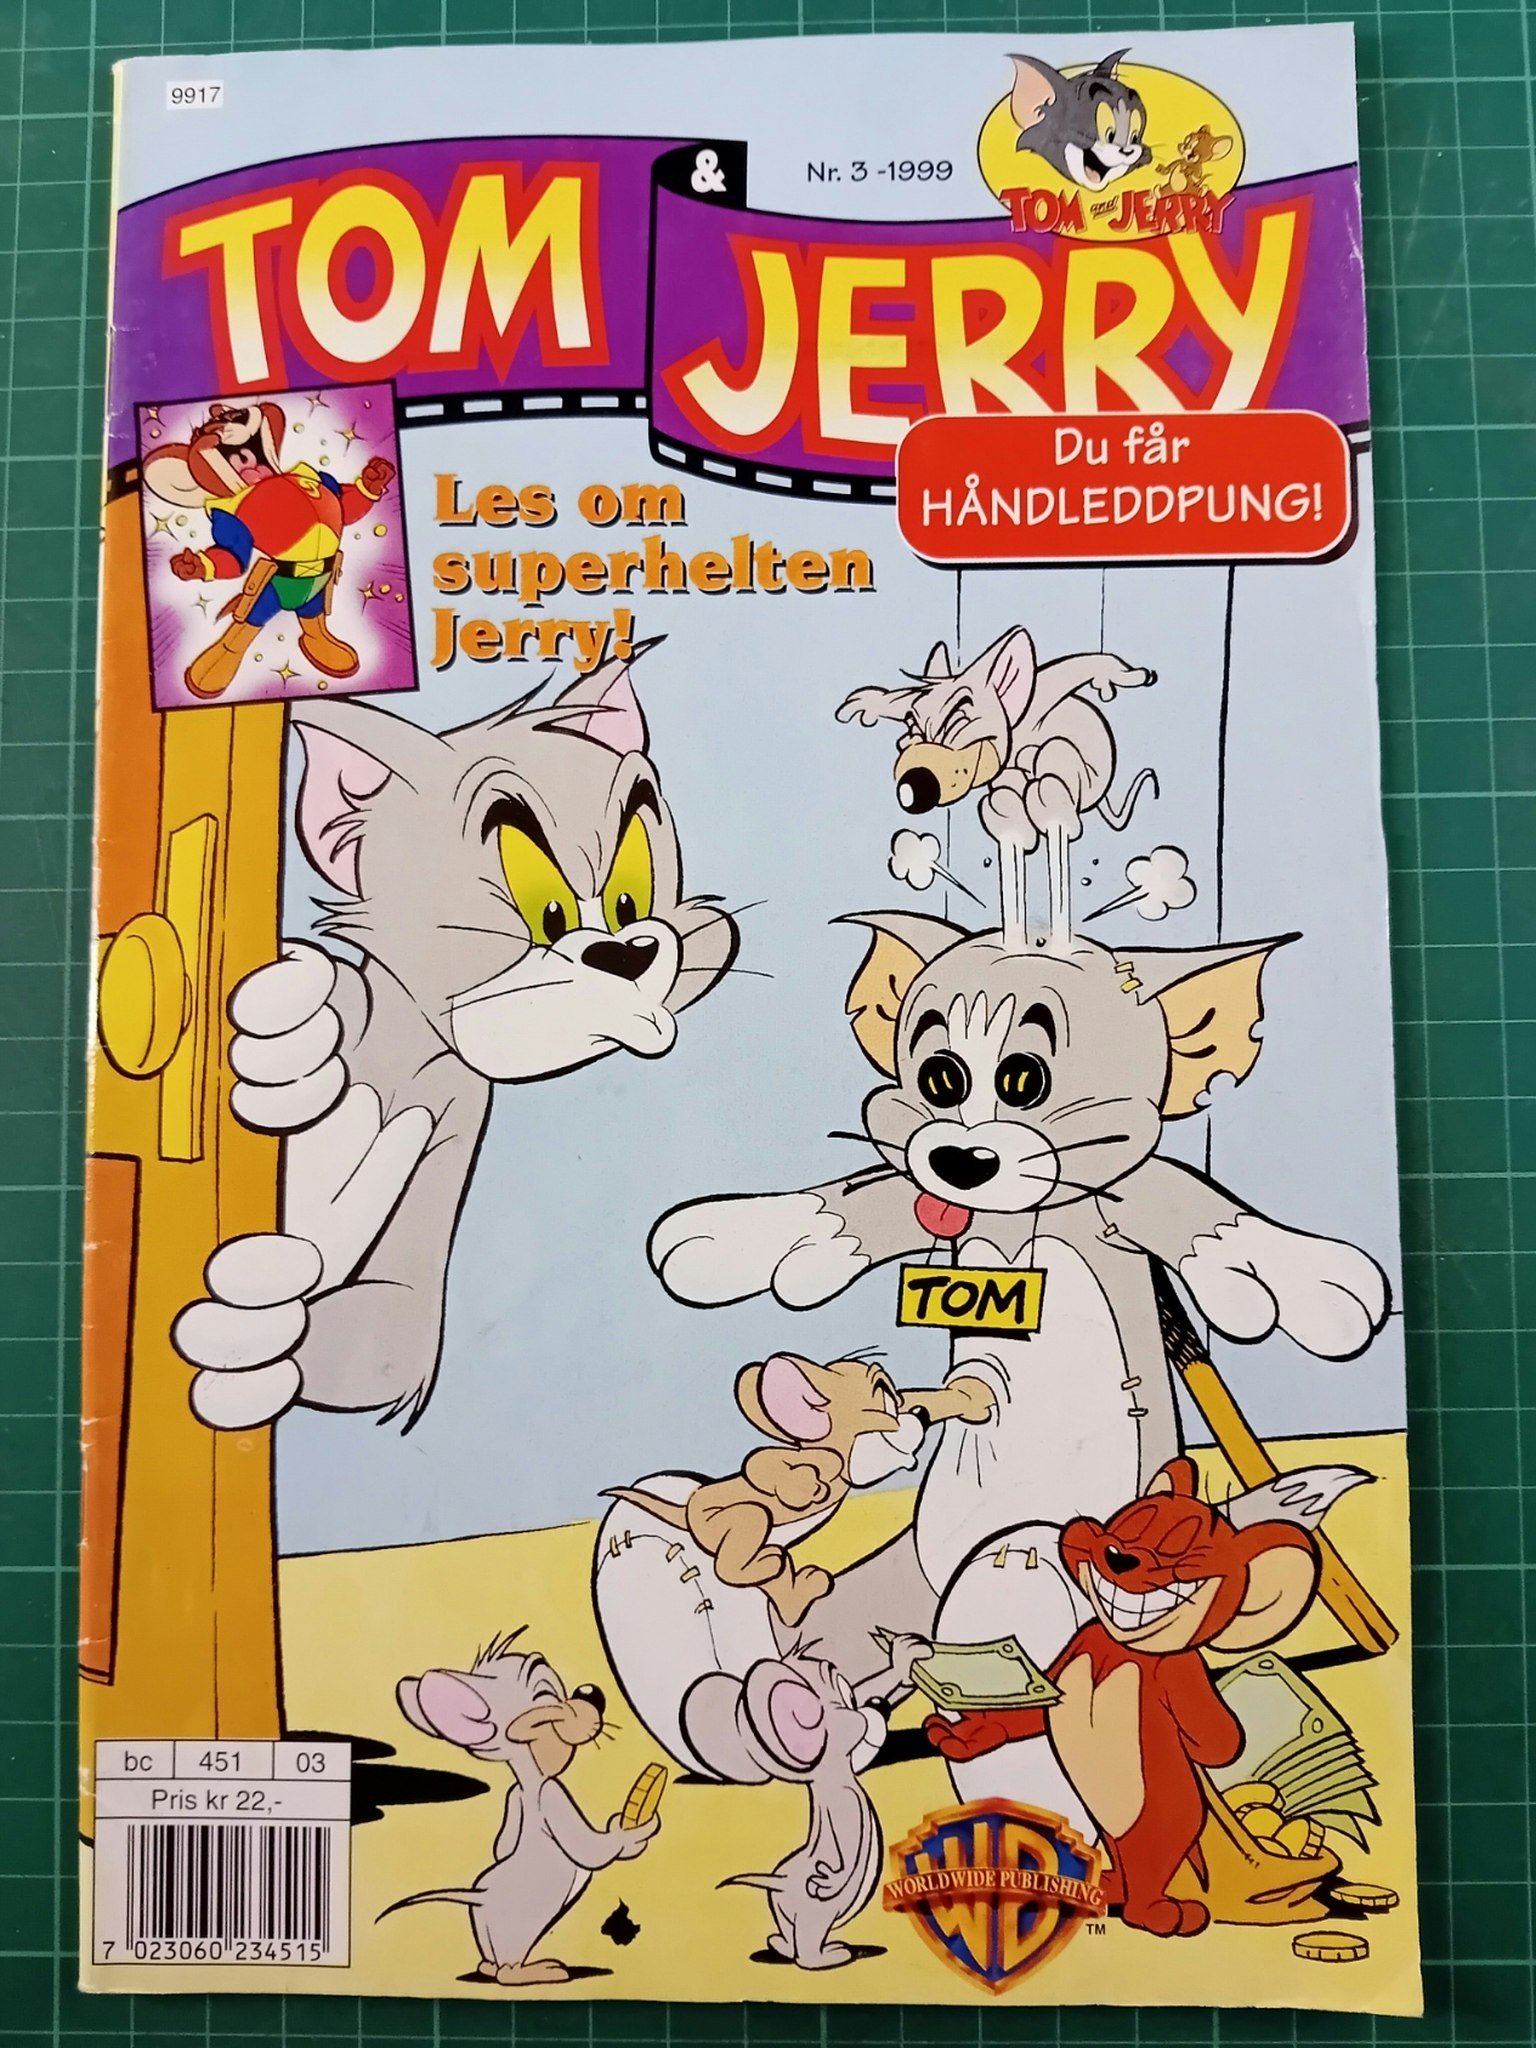 9917
Nr. 3 -1999
TOM and JERRY
TOM & JERRY
Du får
HÅNDLEDDPUNG!
Les om
superhelten
Jerry!
TOM
bc 451 03
Pris kr 22,-
7 023060 234515
WB
WORLDWIDE PUBLISHING
TM